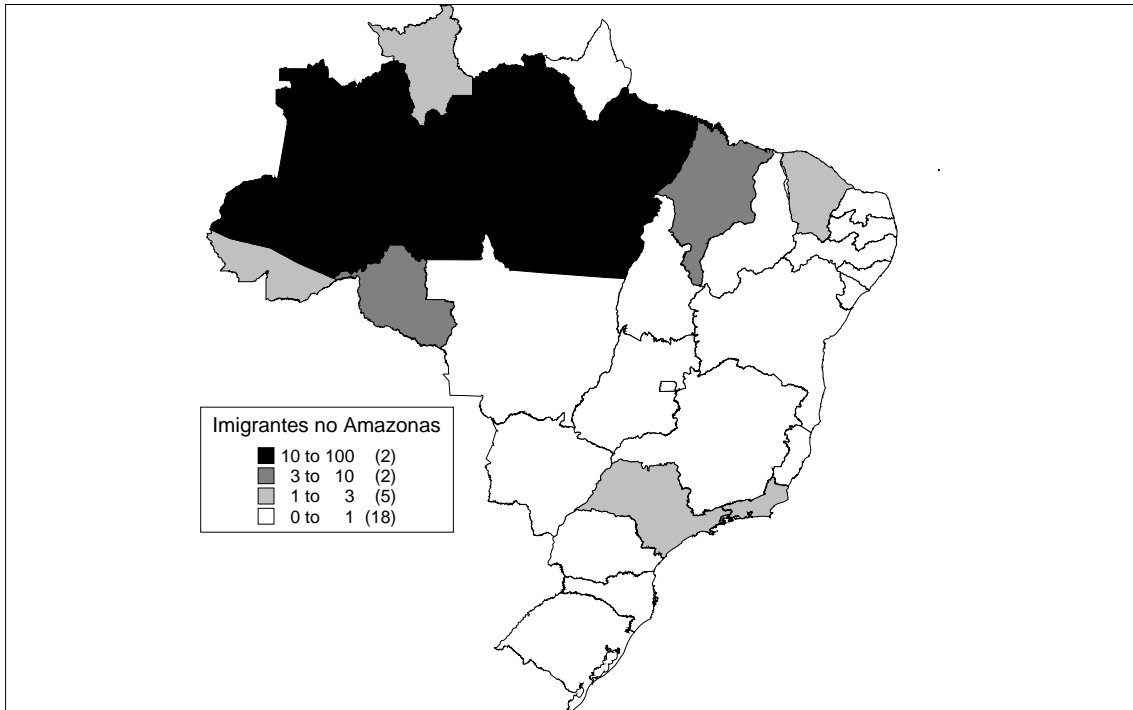 Imigrantes no Amazonas
10 to 100 (2)
3 to 10 (2)
1 to 3 (5)
0 to 1 (18)